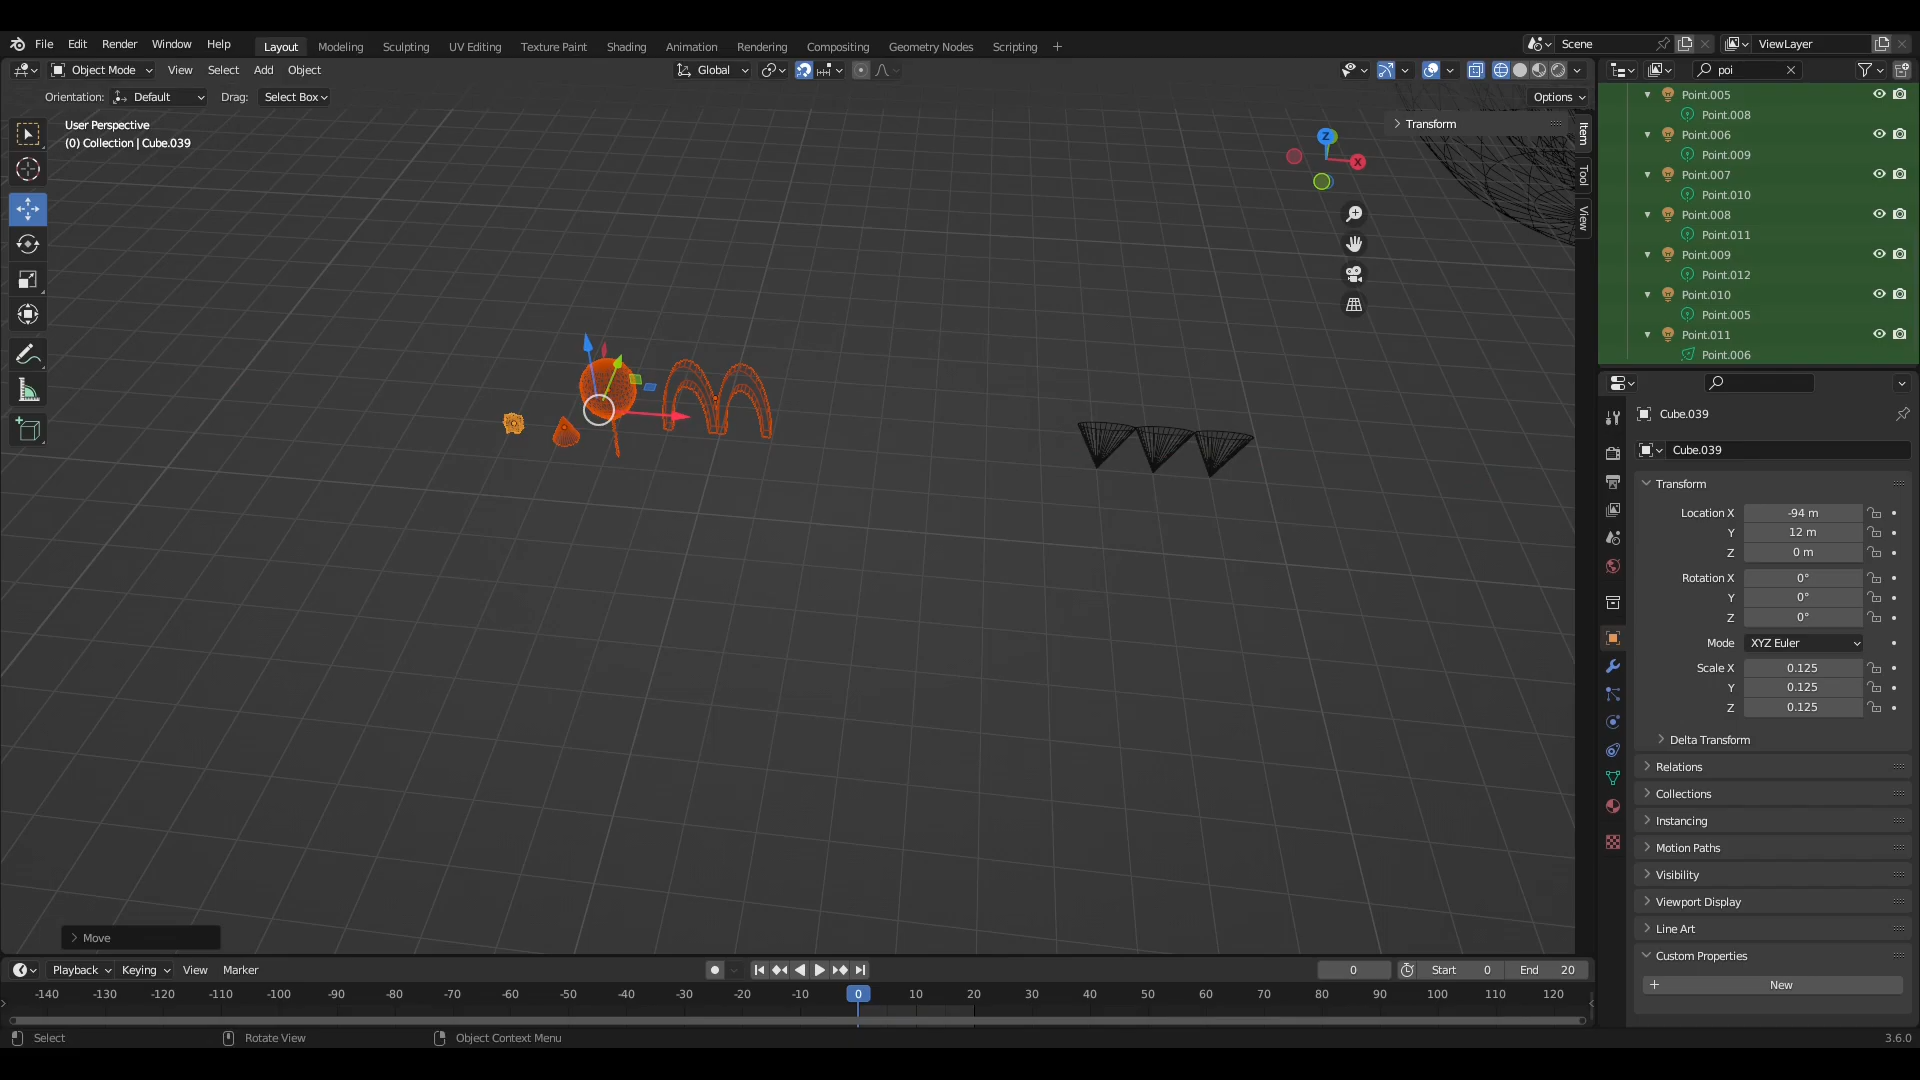 File Edit Render Window Help Layout Modeling Sculpting UV Editing Texture Paint Shading Animation Rendering Compositing Geometry Nodes Scripting + Scene ViewLayer
Object Mode View Select Add Object Global poi
Orientation: Default Drag: Select Box Options
User Perspective
(0) Collection | Cube.039
Transform
Item
Tool
View
Z
X
Point.005
Point.008
Point.006
Point.009
Point.007
Point.010
Point.008
Point.011
Point.009
Point.012
Point.010
Point.005
Point.011
Point.006
Cube.039
Cube.039
Transform
Location X -94 m
Y 12 m
Z 0 m
Rotation X 0°
Y 0°
Z 0°
Mode XYZ Euler
Scale X 0.125
Y 0.125
Z 0.125
Delta Transform
Relations
Collections
Instancing
Motion Paths
Visibility
Viewport Display
Line Art
Custom Properties
+ New
Move
Playback Keying View Marker 0 Start 0 End 20
-140 -130 -120 -110 -100 -90 -80 -70 -60 -50 -40 -30 -20 -10 0 10 20 30 40 50 60 70 80 90 100 110 120
Select Rotate View Object Context Menu 3.6.0